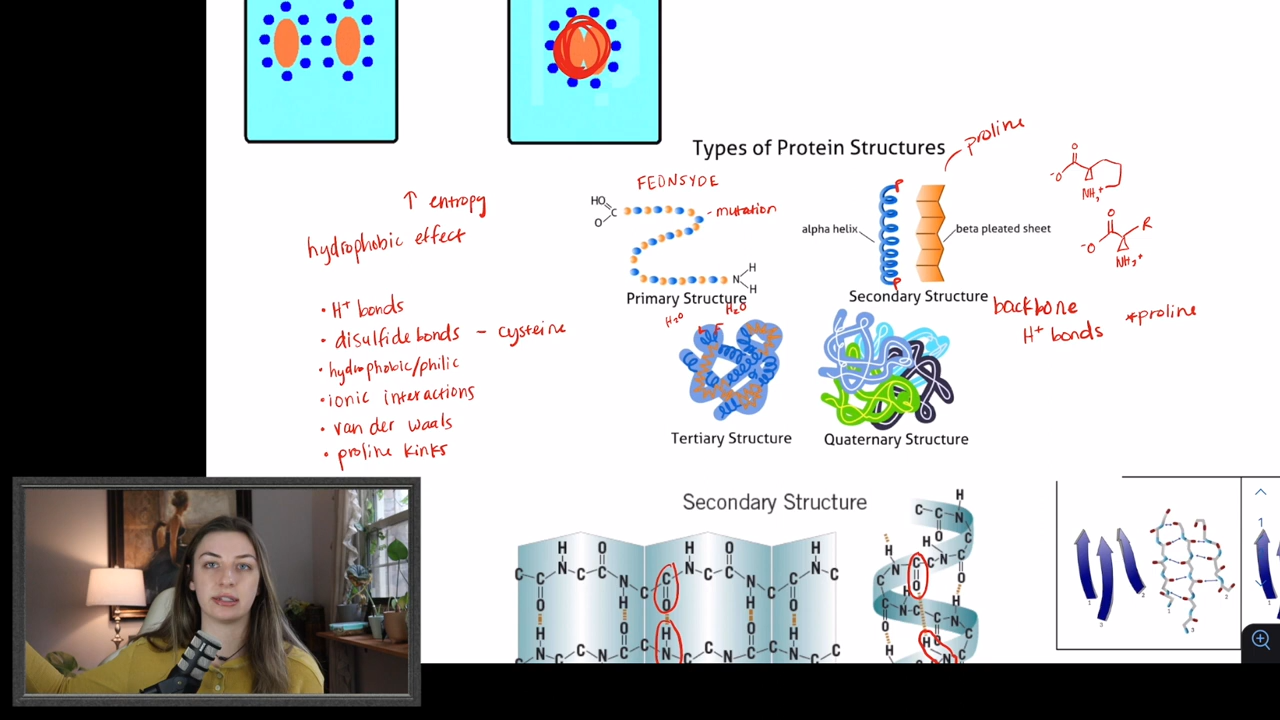 Types of Protein Structures
proline
↑ entropy
hydrophobic effect
FEDNSYDE
HO
C
O
- mutation
N
H
H
Primary Structure
alpha helix
beta pleated sheet
Secondary Structure
O
-O
NH3+
O
-O
R
NH3+
backbone
H+ bonds
*proline
• H+ bonds
• disulfide bonds - cysteine
• hydrophobic/philic
• ionic interactions
• van der waals
• proline kinks
H2O
H2O
L F
Tertiary Structure
Quaternary Structure
Secondary Structure